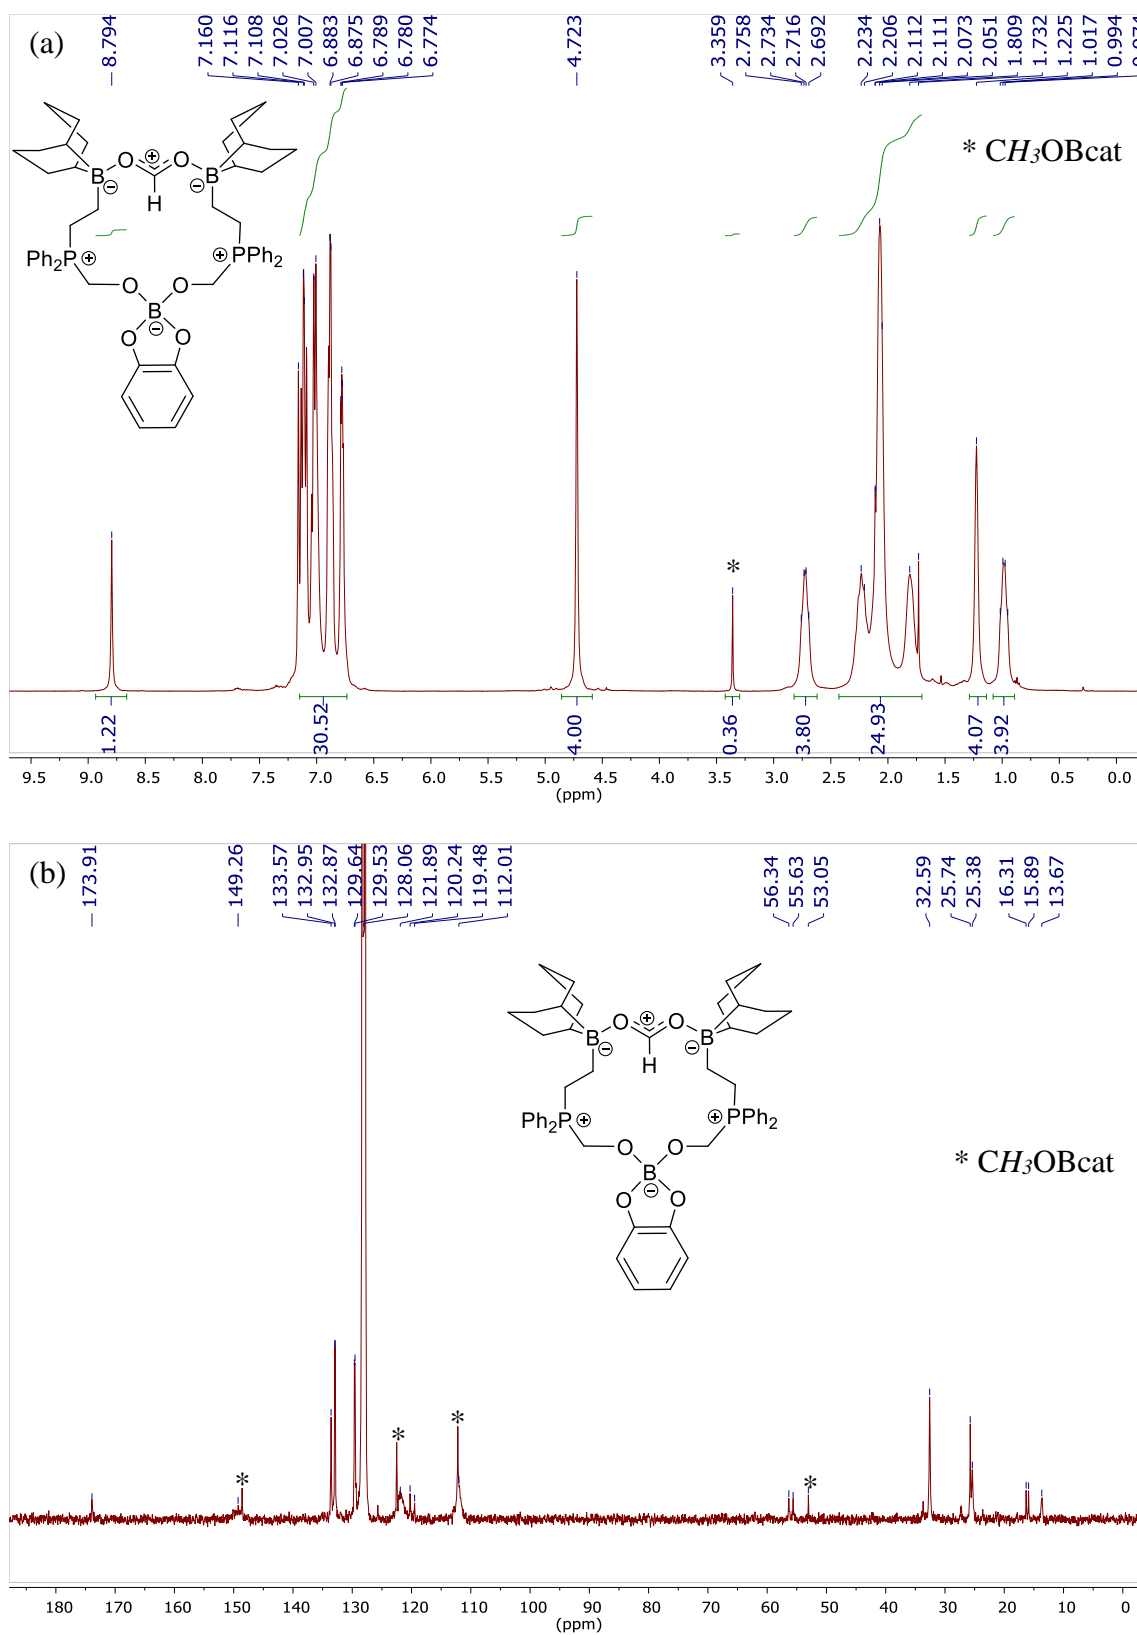 (a)
8.794
7.160
7.116
7.108
7.026
7.007
6.883
6.875
6.789
6.780
6.774
4.723
3.359
2.758
2.734
2.716
2.692
2.234
2.206
2.112
2.111
2.073
2.051
1.809
1.732
1.225
1.017
0.994
* CH3OBcat
B O + O B
− H −
Ph2P + + PPh2
O O
B
−
O O
*
1.22
30.52
4.00
0.36
3.80
24.93
4.07
3.92
9.5 9.0 8.5 8.0 7.5 7.0 6.5 6.0 5.5 5.0 4.5 4.0 3.5 3.0 2.5 2.0 1.5 1.0 0.5 0.0
(ppm)
(b)
173.91
149.26
133.57
132.95
132.87
129.64
129.53
128.06
121.89
120.24
119.48
112.01
56.34
55.63
53.05
32.59
25.74
25.38
16.31
15.89
13.67
B O + O B
− H −
Ph2P + + PPh2
O O
B
−
O O
* CH3OBcat
* * * *
180 170 160 150 140 130 120 110 100 90 80 70 60 50 40 30 20 10 0
(ppm)